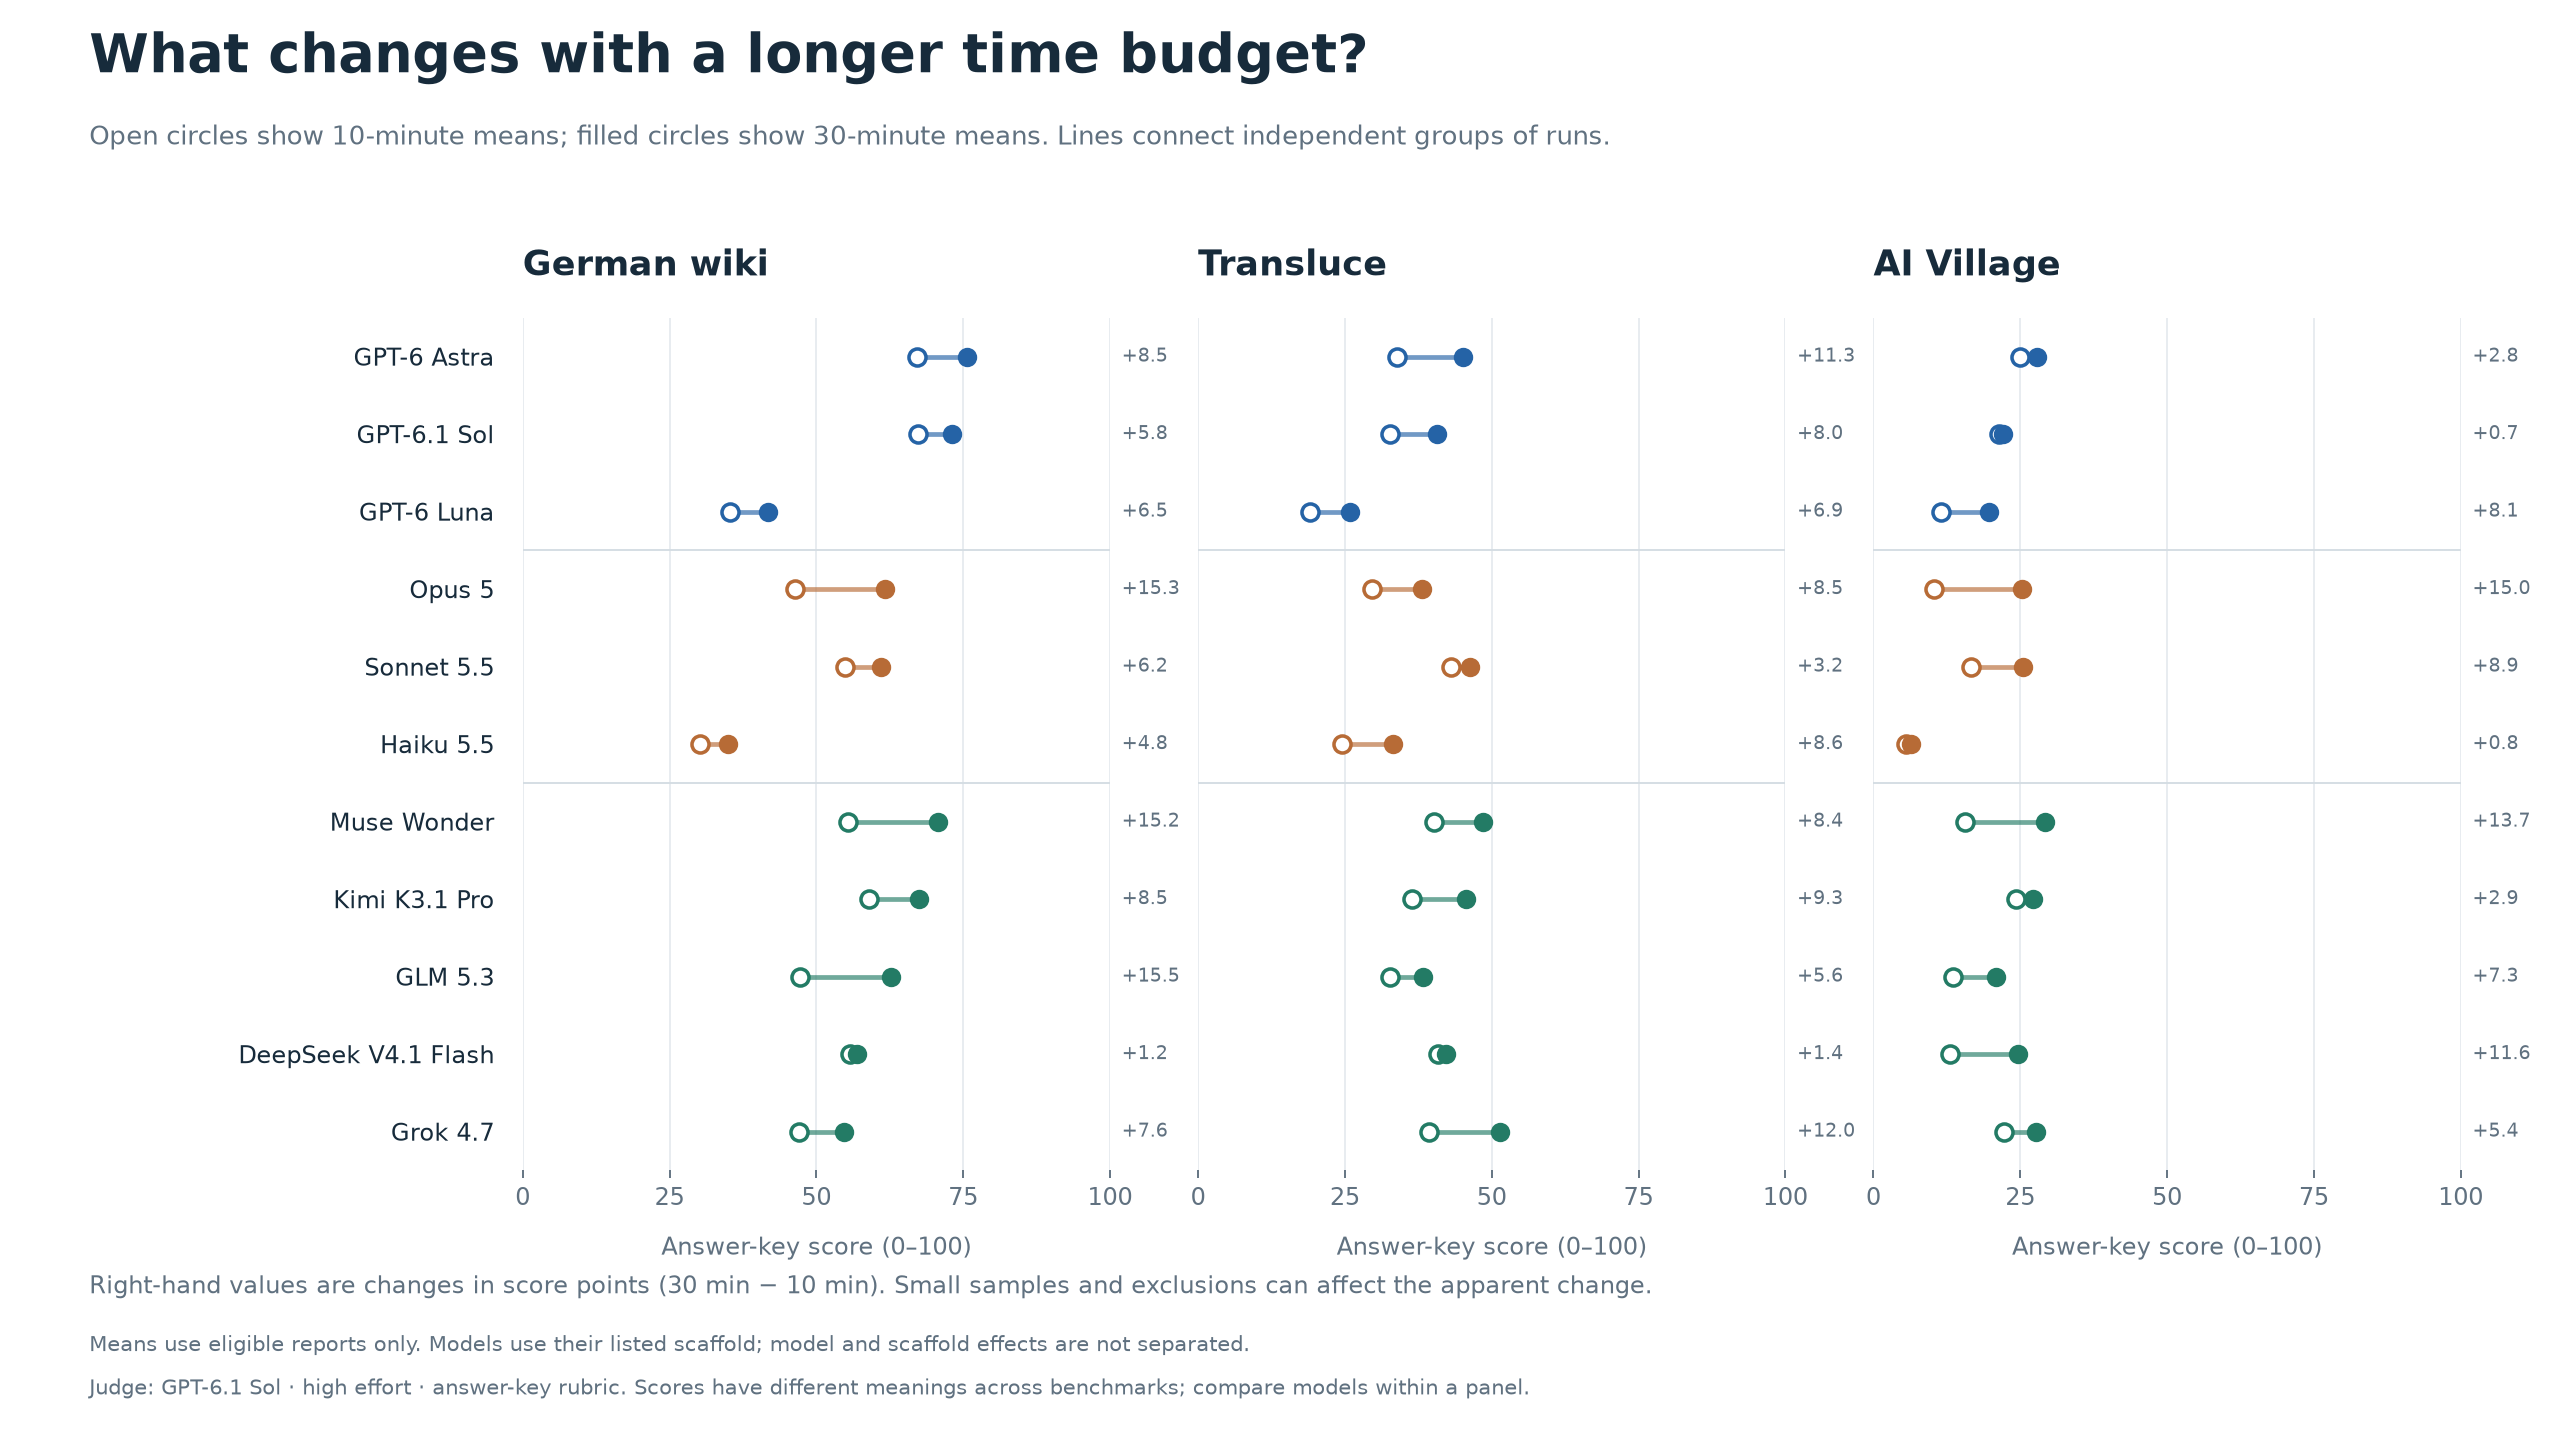 What changes with a longer time budget?
Open circles show 10-minute means; filled circles show 30-minute means. Lines connect independent groups of runs.
German wiki Transluce AI Village
GPT-6 Astra +8.5 +11.3 +2.8
GPT-6.1 Sol +5.8 +8.0 +0.7
GPT-6 Luna +6.5 +6.9 +8.1
Opus 5 +15.3 +8.5 +15.0
Sonnet 5.5 +6.2 +3.2 +8.9
Haiku 5.5 +4.8 +8.6 +0.8
Muse Wonder +15.2 +8.4 +13.7
Kimi K3.1 Pro +8.5 +9.3 +2.9
GLM 5.3 +15.5 +5.6 +7.3
DeepSeek V4.1 Flash +1.2 +1.4 +11.6
Grok 4.7 +7.6 +12.0 +5.4
0 25 50 75 100 0 25 50 75 100 0 25 50 75 100
Answer-key score (0–100) Answer-key score (0–100) Answer-key score (0–100)
Right-hand values are changes in score points (30 min − 10 min). Small samples and exclusions can affect the apparent change.
Means use eligible reports only. Models use their listed scaffold; model and scaffold effects are not separated.
Judge: GPT-6.1 Sol · high effort · answer-key rubric. Scores have different meanings across benchmarks; compare models within a panel.